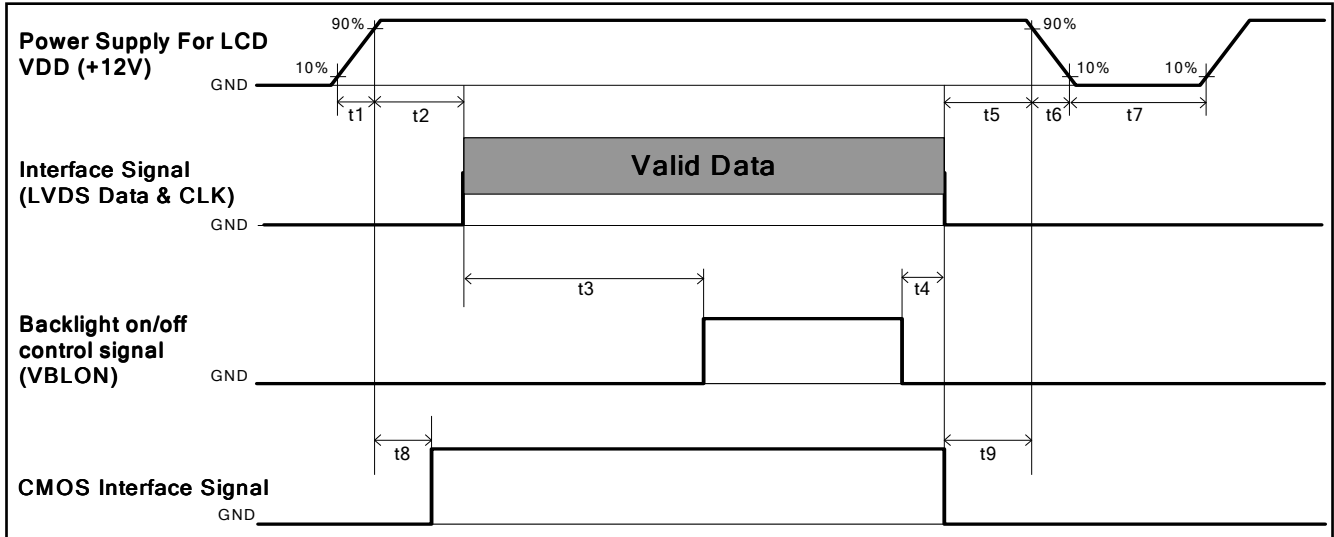 Power Supply For LCD
VDD (+12V)
90%
10%
GND
90%
10%
10%
t1
t2
t5
t6
t7
Interface Signal
(LVDS Data & CLK)
Valid Data
GND
t3
t4
Backlight on/off
control signal
(VBLON)
GND
t8
t9
CMOS Interface Signal
GND